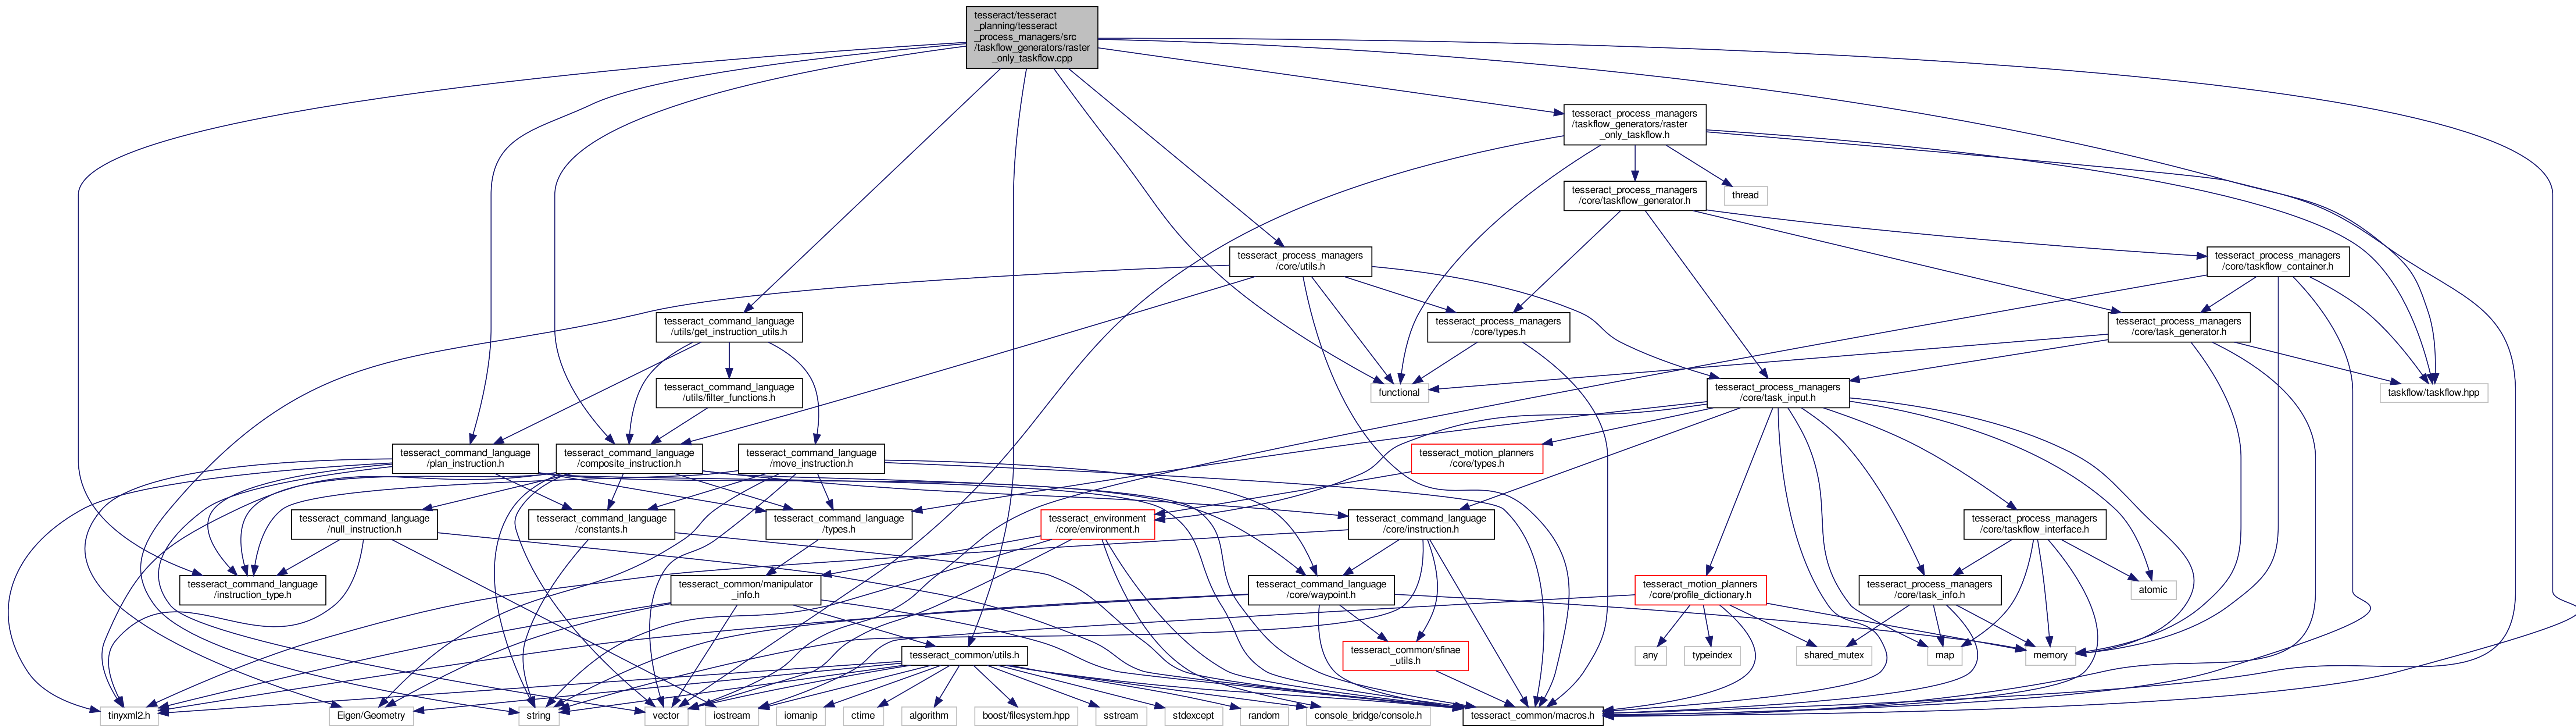 tesseract/tesseract
_planning/tesseract
_process_managers/src
/taskflow_generators/raster
_only_taskflow.cpp
tesseract_process_managers
/taskflow_generators/raster
_only_taskflow.h
tesseract_process_managers
/core/taskflow_generator.h
thread
tesseract_process_managers
/core/utils.h
tesseract_process_managers
/core/taskflow_container.h
tesseract_command_language
/utils/get_instruction_utils.h
tesseract_process_managers
/core/types.h
tesseract_process_managers
/core/task_generator.h
tesseract_command_language
/utils/filter_functions.h
functional
tesseract_process_managers
/core/task_input.h
taskflow/taskflow.hpp
tesseract_command_language
/plan_instruction.h
tesseract_command_language
/composite_instruction.h
tesseract_command_language
/move_instruction.h
tesseract_motion_planners
/core/types.h
tesseract_command_language
/null_instruction.h
tesseract_command_language
/constants.h
tesseract_command_language
/types.h
tesseract_environment
/core/environment.h
tesseract_command_language
/core/instruction.h
tesseract_process_managers
/core/taskflow_interface.h
tesseract_command_language
/instruction_type.h
tesseract_common/manipulator
_info.h
tesseract_command_language
/core/waypoint.h
tesseract_motion_planners
/core/profile_dictionary.h
tesseract_process_managers
/core/task_info.h
atomic
tesseract_common/utils.h
tesseract_common/sfinae
_utils.h
any
typeindex
shared_mutex
map
memory
tinyxml2.h
Eigen/Geometry
string
vector
iostream
iomanip
ctime
algorithm
boost/filesystem.hpp
sstream
stdexcept
random
console_bridge/console.h
tesseract_common/macros.h